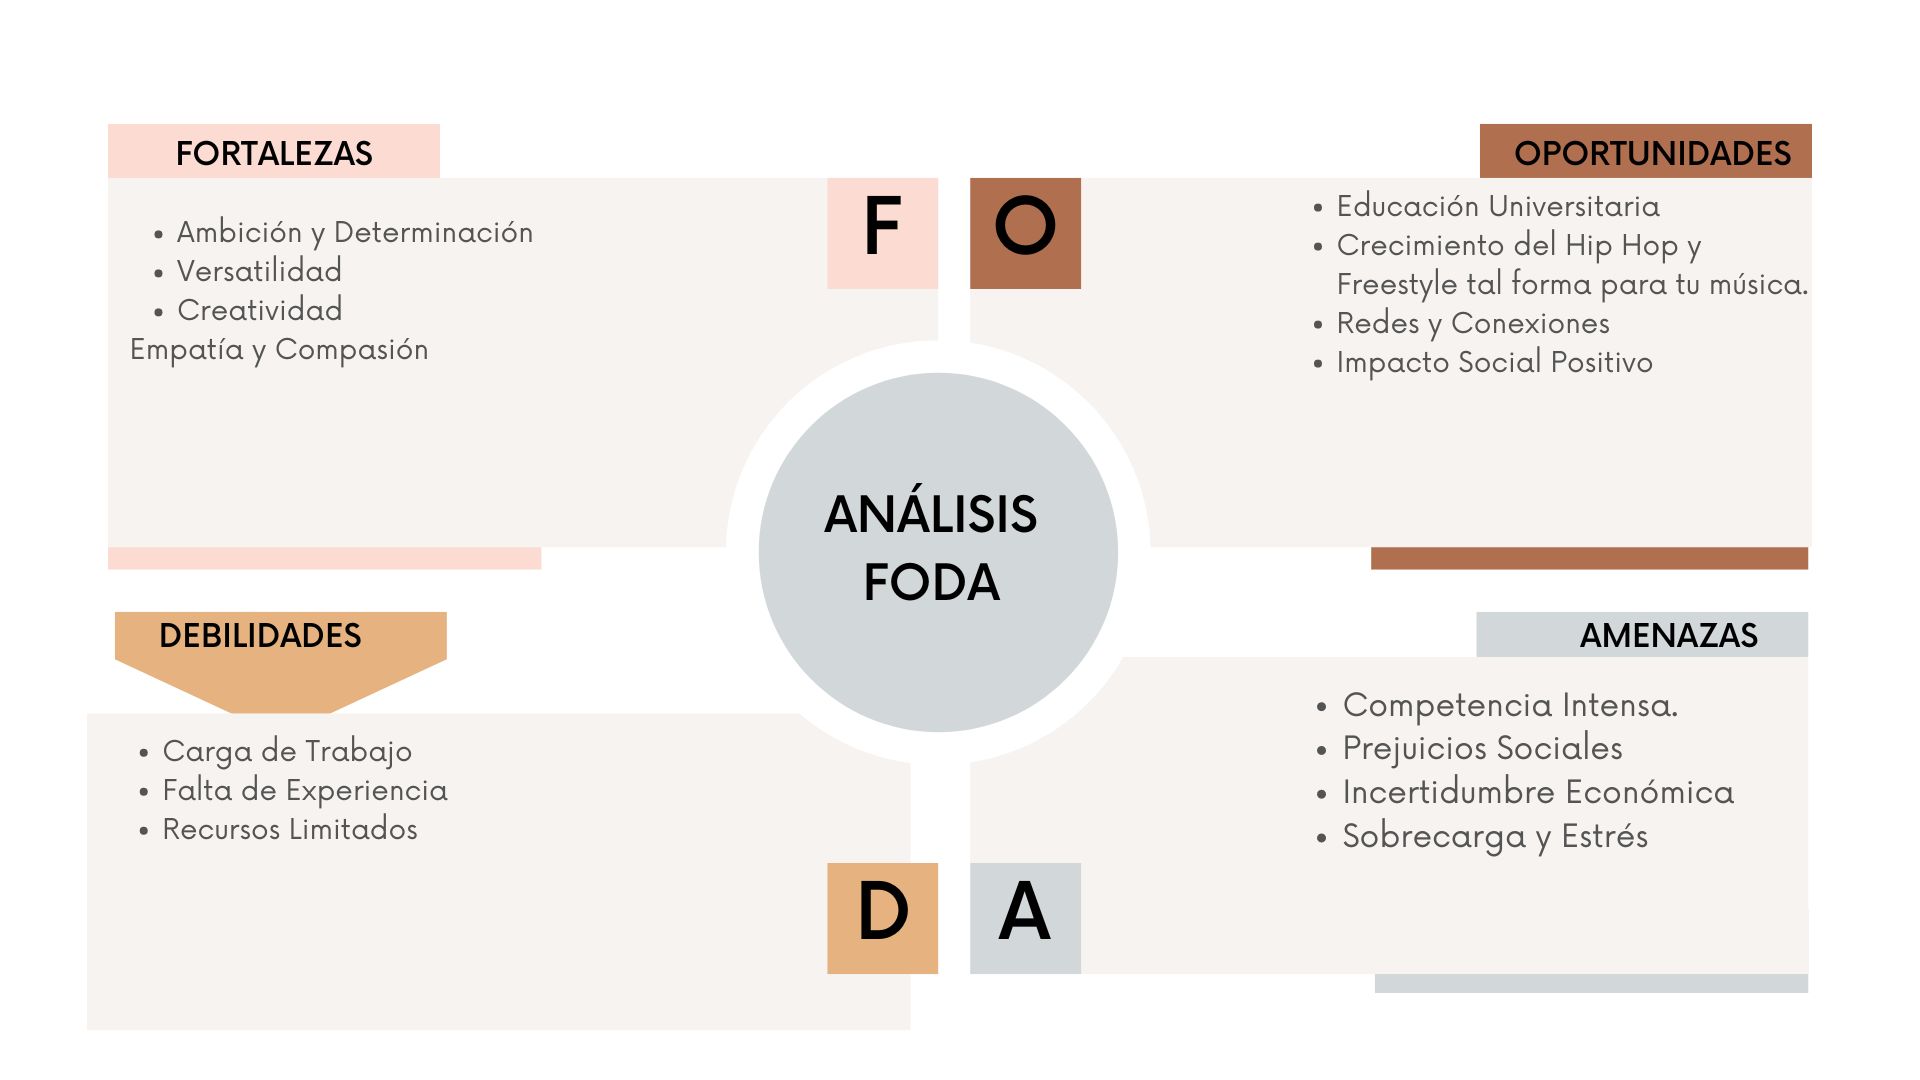 FORTALEZAS
• Ambición y Determinación
• Versatilidad
• Creatividad
Empatía y Compasión
F
O
OPORTUNIDADES
• Educación Universitaria
• Crecimiento del Hip Hop y
Freestyle tal forma para tu música.
• Redes y Conexiones
• Impacto Social Positivo
ANÁLISIS
FODA
DEBILIDADES
• Carga de Trabajo
• Falta de Experiencia
• Recursos Limitados
D
A
AMENAZAS
• Competencia Intensa.
• Prejuicios Sociales
• Incertidumbre Económica
• Sobrecarga y Estrés